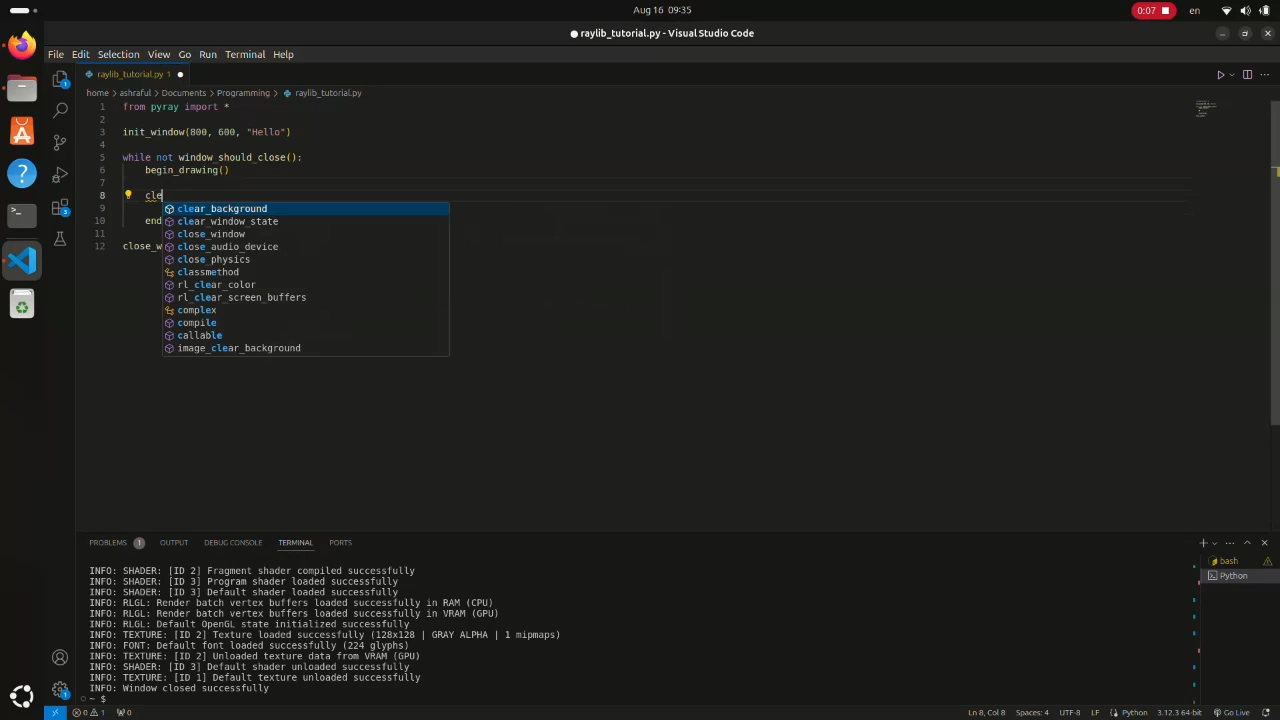 Aug 16 09:35
0:07
en
raylib_tutorial.py - Visual Studio Code
File Edit Selection View Go Run Terminal Help
raylib_tutorial.py 1
home > ashraful > Documents > Programming > raylib_tutorial.py
1 from pyray import *
2
3 init_window(800, 600, "Hello")
4
5 while not window_should_close():
6 begin_drawing()
7
8 cle
clear_background
9
clear_window_state
10 end
close_window
11
12 close_w
close_audio_device
close_physics
classmethod
rl_clear_color
rl_clear_screen_buffers
complex
compile
callable
image_clear_background
PROBLEMS 1 OUTPUT DEBUG CONSOLE TERMINAL PORTS
INFO: SHADER: [ID 2] Fragment shader compiled successfully
INFO: SHADER: [ID 3] Program shader loaded successfully
INFO: SHADER: [ID 3] Default shader loaded successfully
INFO: RLGL: Render batch vertex buffers loaded successfully in RAM (CPU)
INFO: RLGL: Render batch vertex buffers loaded successfully in VRAM (GPU)
INFO: RLGL: Default OpenGL state initialized successfully
INFO: TEXTURE: [ID 2] Texture loaded successfully (128x128 | GRAY ALPHA | 1 mipmaps)
INFO: FONT: Default font loaded successfully (224 glyphs)
INFO: TEXTURE: [ID 2] Unloaded texture data from VRAM (GPU)
INFO: SHADER: [ID 3] Default shader unloaded successfully
INFO: TEXTURE: [ID 1] Default texture unloaded successfully
INFO: Window closed successfully
~ $
bash
Python
0 1 0
Ln 8, Col 8 Spaces: 4 UTF-8 LF Python 3.12.3 64-bit Go Live